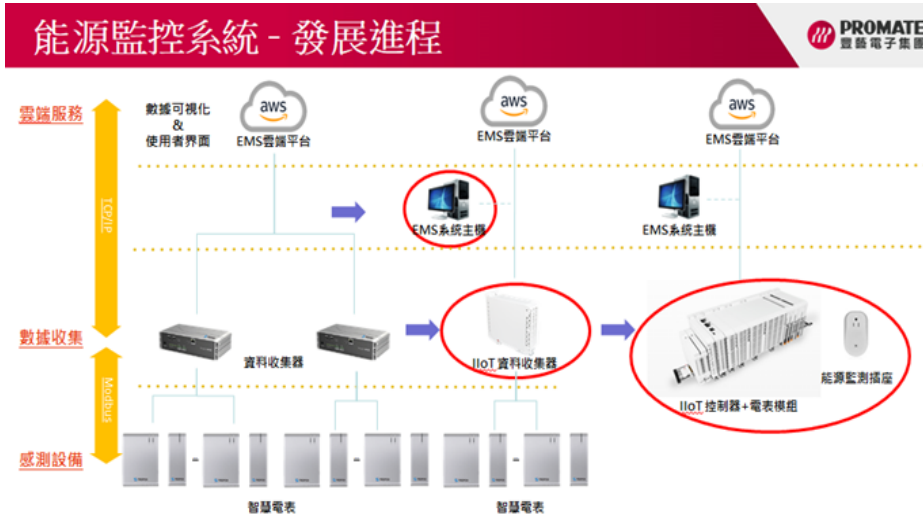 能源監控系統 - 發展進程
PROMATE
豐藝電子集團
雲端服務
數據可視化
&
使用者界面
aws
EMS雲端平台
aws
EMS雲端平台
aws
EMS雲端平台
TCP/IP
EMS系統主機
EMS系統主機
數據收集
資料收集器
IIoT 資料收集器
IIoT 控制器+電表模組
能源監測插座
Modbus
感測設備
智慧電表
智慧電表